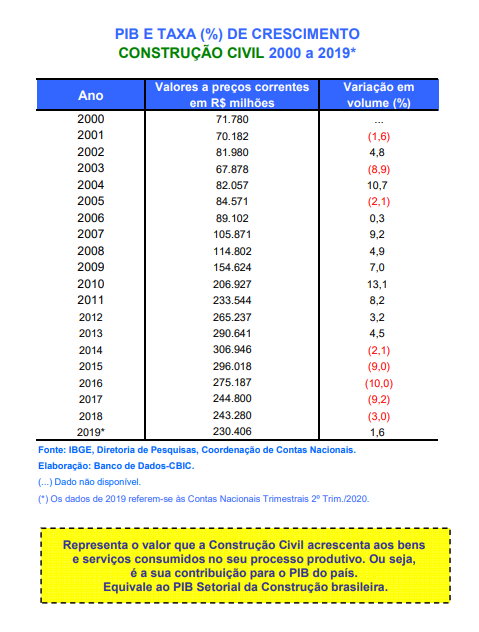 PIB E TAXA (%) DE CRESCIMENTO
CONSTRUÇÃO CIVIL 2000 a 2019*
Ano Valores a preços correntes em R$ milhões Variação em volume (%)
2000 71.780 ...
2001 70.182 (1,6)
2002 81.980 4,8
2003 67.878 (8,9)
2004 82.057 10,7
2005 84.571 (2,1)
2006 89.102 0,3
2007 105.871 9,2
2008 114.802 4,9
2009 154.624 7,0
2010 206.927 13,1
2011 233.544 8,2
2012 265.237 3,2
2013 290.641 4,5
2014 306.946 (2,1)
2015 296.018 (9,0)
2016 275.187 (10,0)
2017 244.800 (9,2)
2018 243.280 (3,0)
2019* 230.406 1,6
Fonte: IBGE, Diretoria de Pesquisas, Coordenação de Contas Nacionais.
Elaboração: Banco de Dados-CBIC.
(...) Dado não disponível.
(*) Os dados de 2019 referem-se às Contas Nacionais Trimestrais 2º Trim./2020.
Representa o valor que a Construção Civil acrescenta aos bens
e serviços consumidos no seu processo produtivo. Ou seja,
é a sua contribuição para o PIB do país.
Equivale ao PIB Setorial da Construção brasileira.